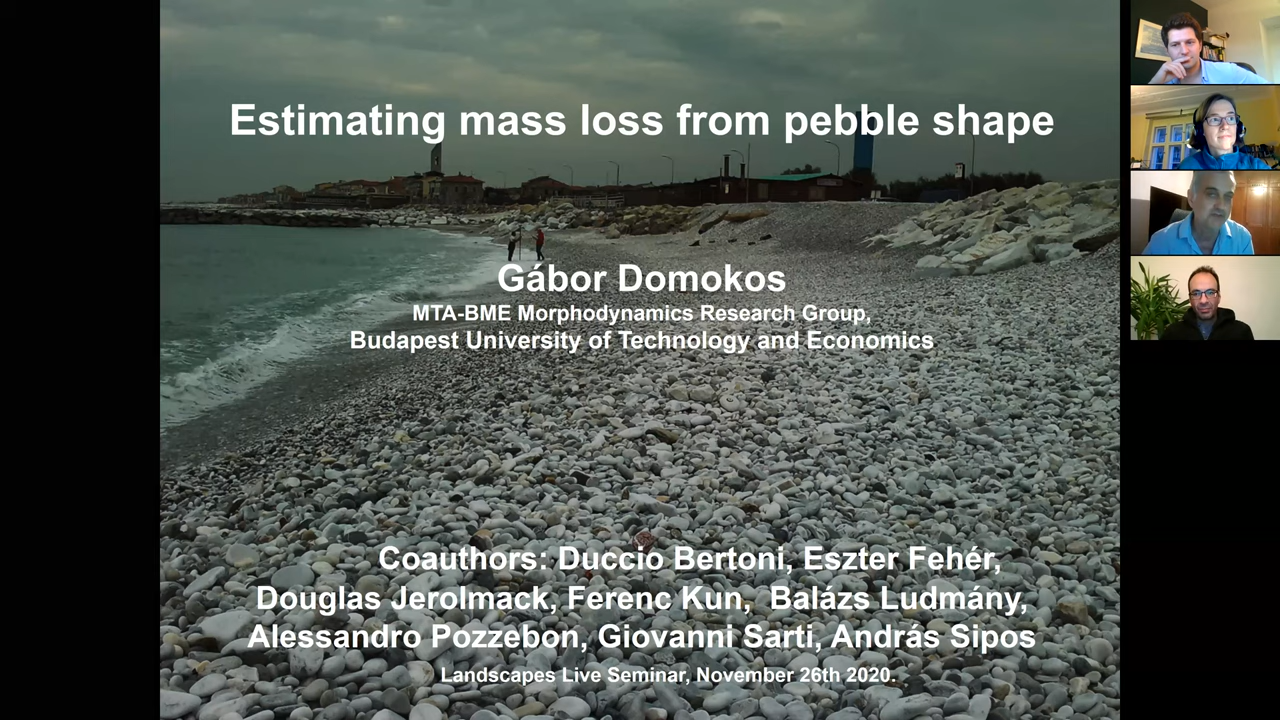 Estimating mass loss from pebble shape
Gábor Domokos
MTA-BME Morphodynamics Research Group,
Budapest University of Technology and Economics
Coauthors: Duccio Bertoni, Eszter Fehér,
Douglas Jerolmack, Ferenc Kun, Balázs Ludmány,
Alessandro Pozzebon, Giovanni Sarti, András Sipos
Landscapes Live Seminar, November 26th 2020.